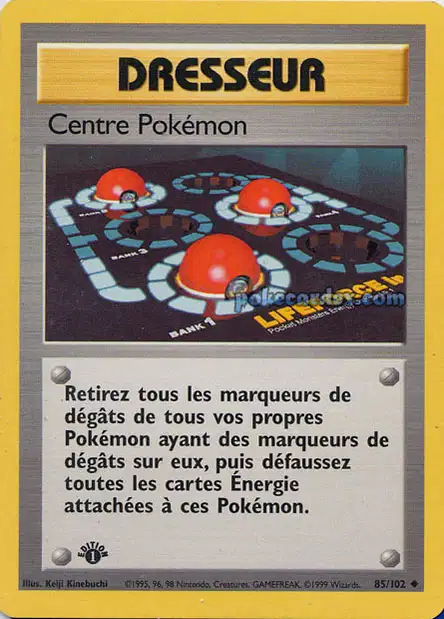 DRESSEUR
Centre Pokémon
BANK 3
BANK 1
LIFEFORCE
Pocket Monsters
pokecardex.com
Retirez tous les marqueurs de
dégâts de tous vos propres
Pokémon ayant des marqueurs de
dégâts sur eux, puis défaussez
toutes les cartes Énergie
attachées à ces Pokémon.
EDITION
1
Illus. Keiji Kinebuchi ©1995, 96, 98 Nintendo, Creatures, GAMEFREAK. ©1999 Wizards. 85/102